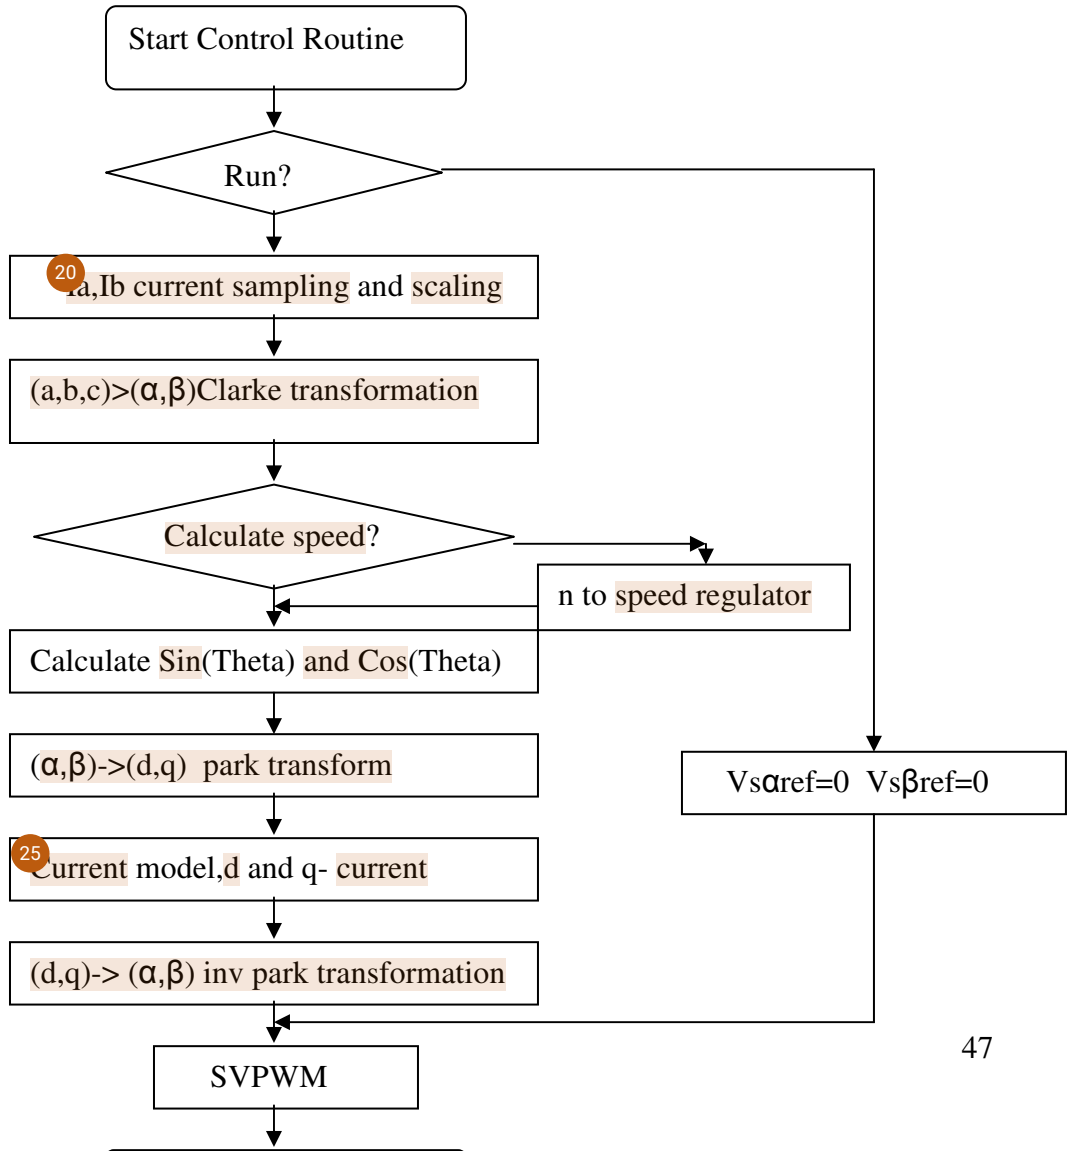 Start Control Routine
Run?
20
Ia,Ib current sampling and scaling
(a,b,c)>(α,β)Clarke transformation
Calculate speed?
n to speed regulator
Calculate Sin(Theta) and Cos(Theta)
(α,β)->(d,q) park transform
Vsαref=0 Vsβref=0
25
Current model,d and q- current
(d,q)-> (α,β) inv park transformation
47
SVPWM